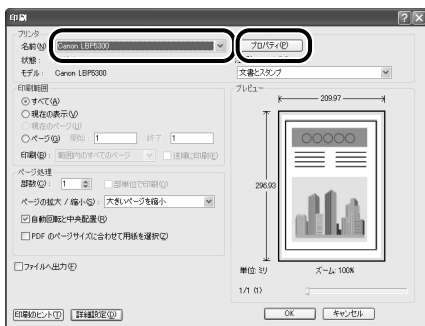 印刷
プリンタ
名前(N): Canon LBP5300 プロパティ(P)
状態:
モデル: Canon LBP5300 文書とスタンプ
印刷範囲
すべて(A)
現在の表示(V)
現在のページ(U)
ページ(G) 開始: 1 終了: 1
印刷(B): 範囲内のすべてのページ 逆順に印刷(E)
ページ処理
部数(C): 1 部単位で印刷(O)
ページの拡大 / 縮小(S): 大きいページを縮小
自動回転と中央配置(R)
PDF のページサイズに合わせて用紙を選択(Z)
ファイルへ出力(F)
プレビュー
209.97
296.93
単位: ミリ ズーム: 100%
1/1 (1)
印刷のヒント(T) 詳細設定(D) OK キャンセル